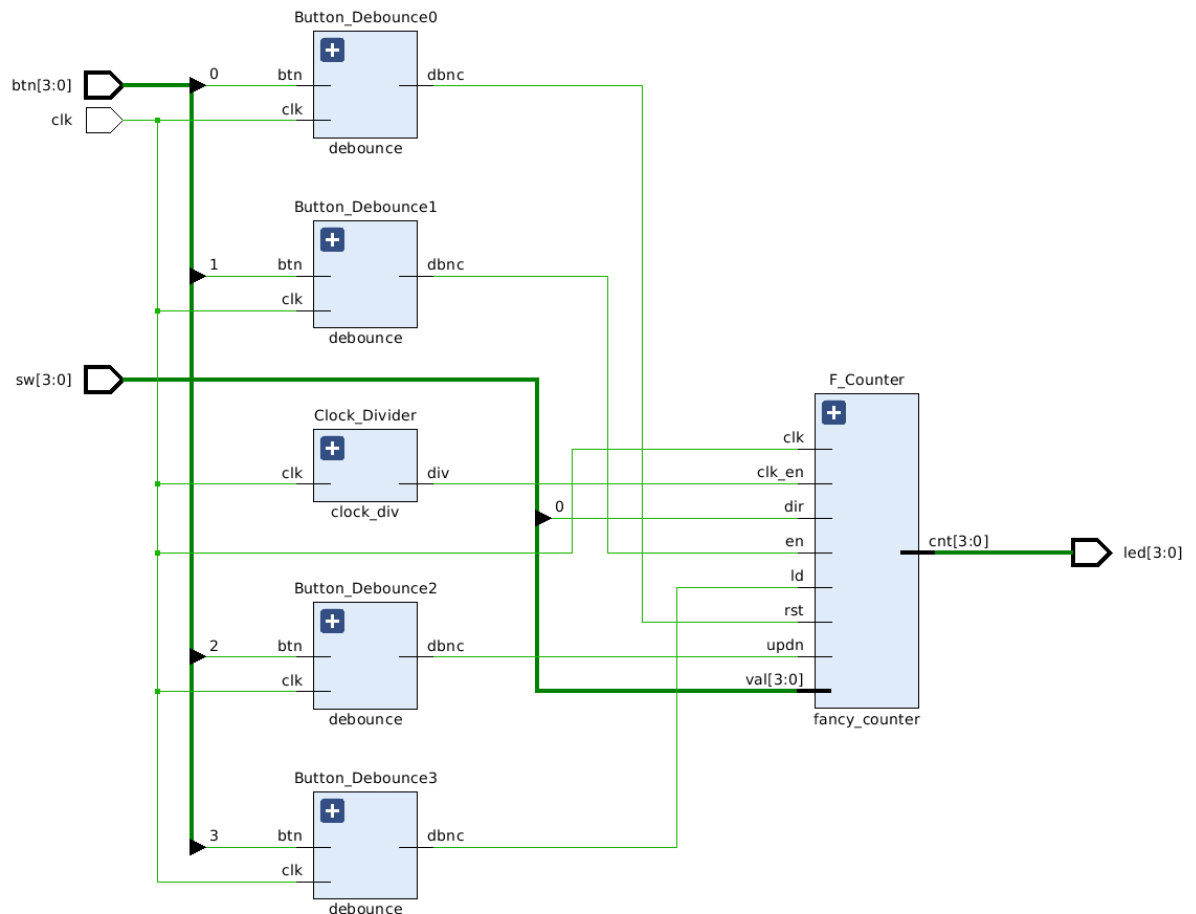 Button_Debounce0
btn[3:0]
0
btn
dbnc
clk
clk
debounce
Button_Debounce1
1
btn
dbnc
clk
debounce
sw[3:0]
F_Counter
Clock_Divider
clk
clk
div
clk_en
clock_div
0
dir
en
cnt[3:0]
led[3:0]
ld
Button_Debounce2
rst
2
btn
dbnc
updn
clk
val[3:0]
debounce
fancy_counter
Button_Debounce3
3
btn
dbnc
clk
debounce